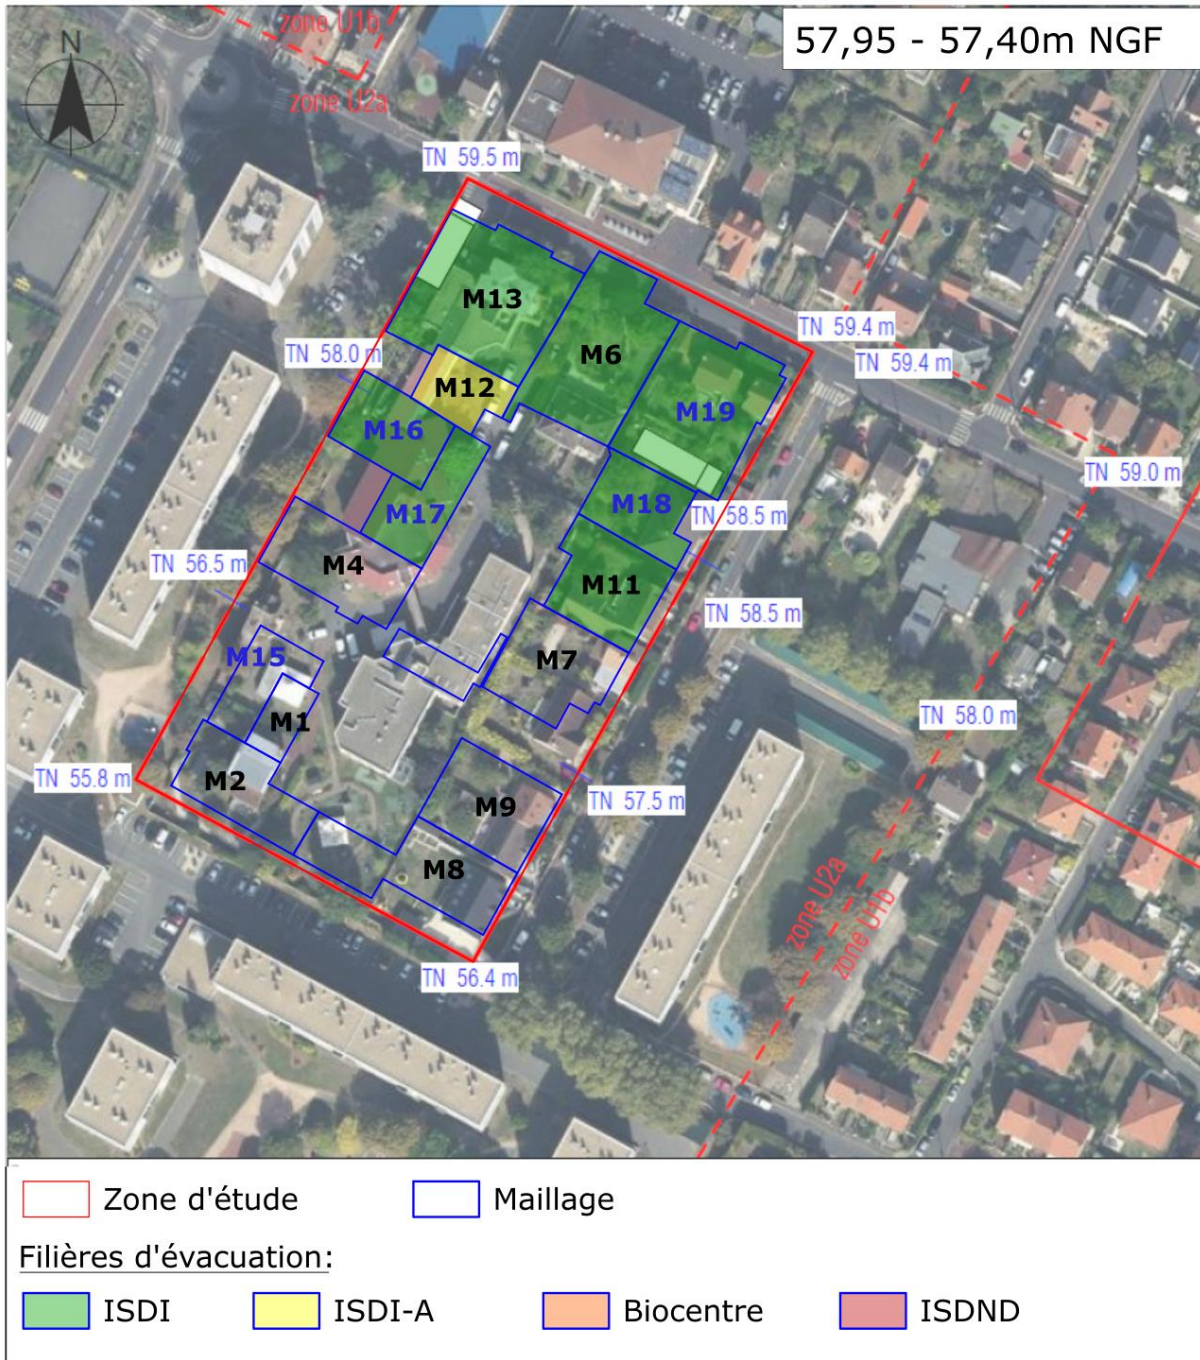 57,95 - 57,40m NGF
zone U1b
N
zone U2a
TN 59.5 m
M13
TN 59.4 m
TN 58.0 m
M6
TN 59.4 m
M12
M19
M16
TN 59.0 m
M18
M17
TN 58.5 m
TN 56.5 m
M4
M11
TN 58.5 m
M15
M7
M1
TN 58.0 m
TN 55.8 m
M2
M9
TN 57.5 m
M8
zone U2a
zone U1b
TN 56.4 m
Zone d'étude
Maillage
Filières d'évacuation:
ISDI
ISDI-A
Biocentre
ISDND